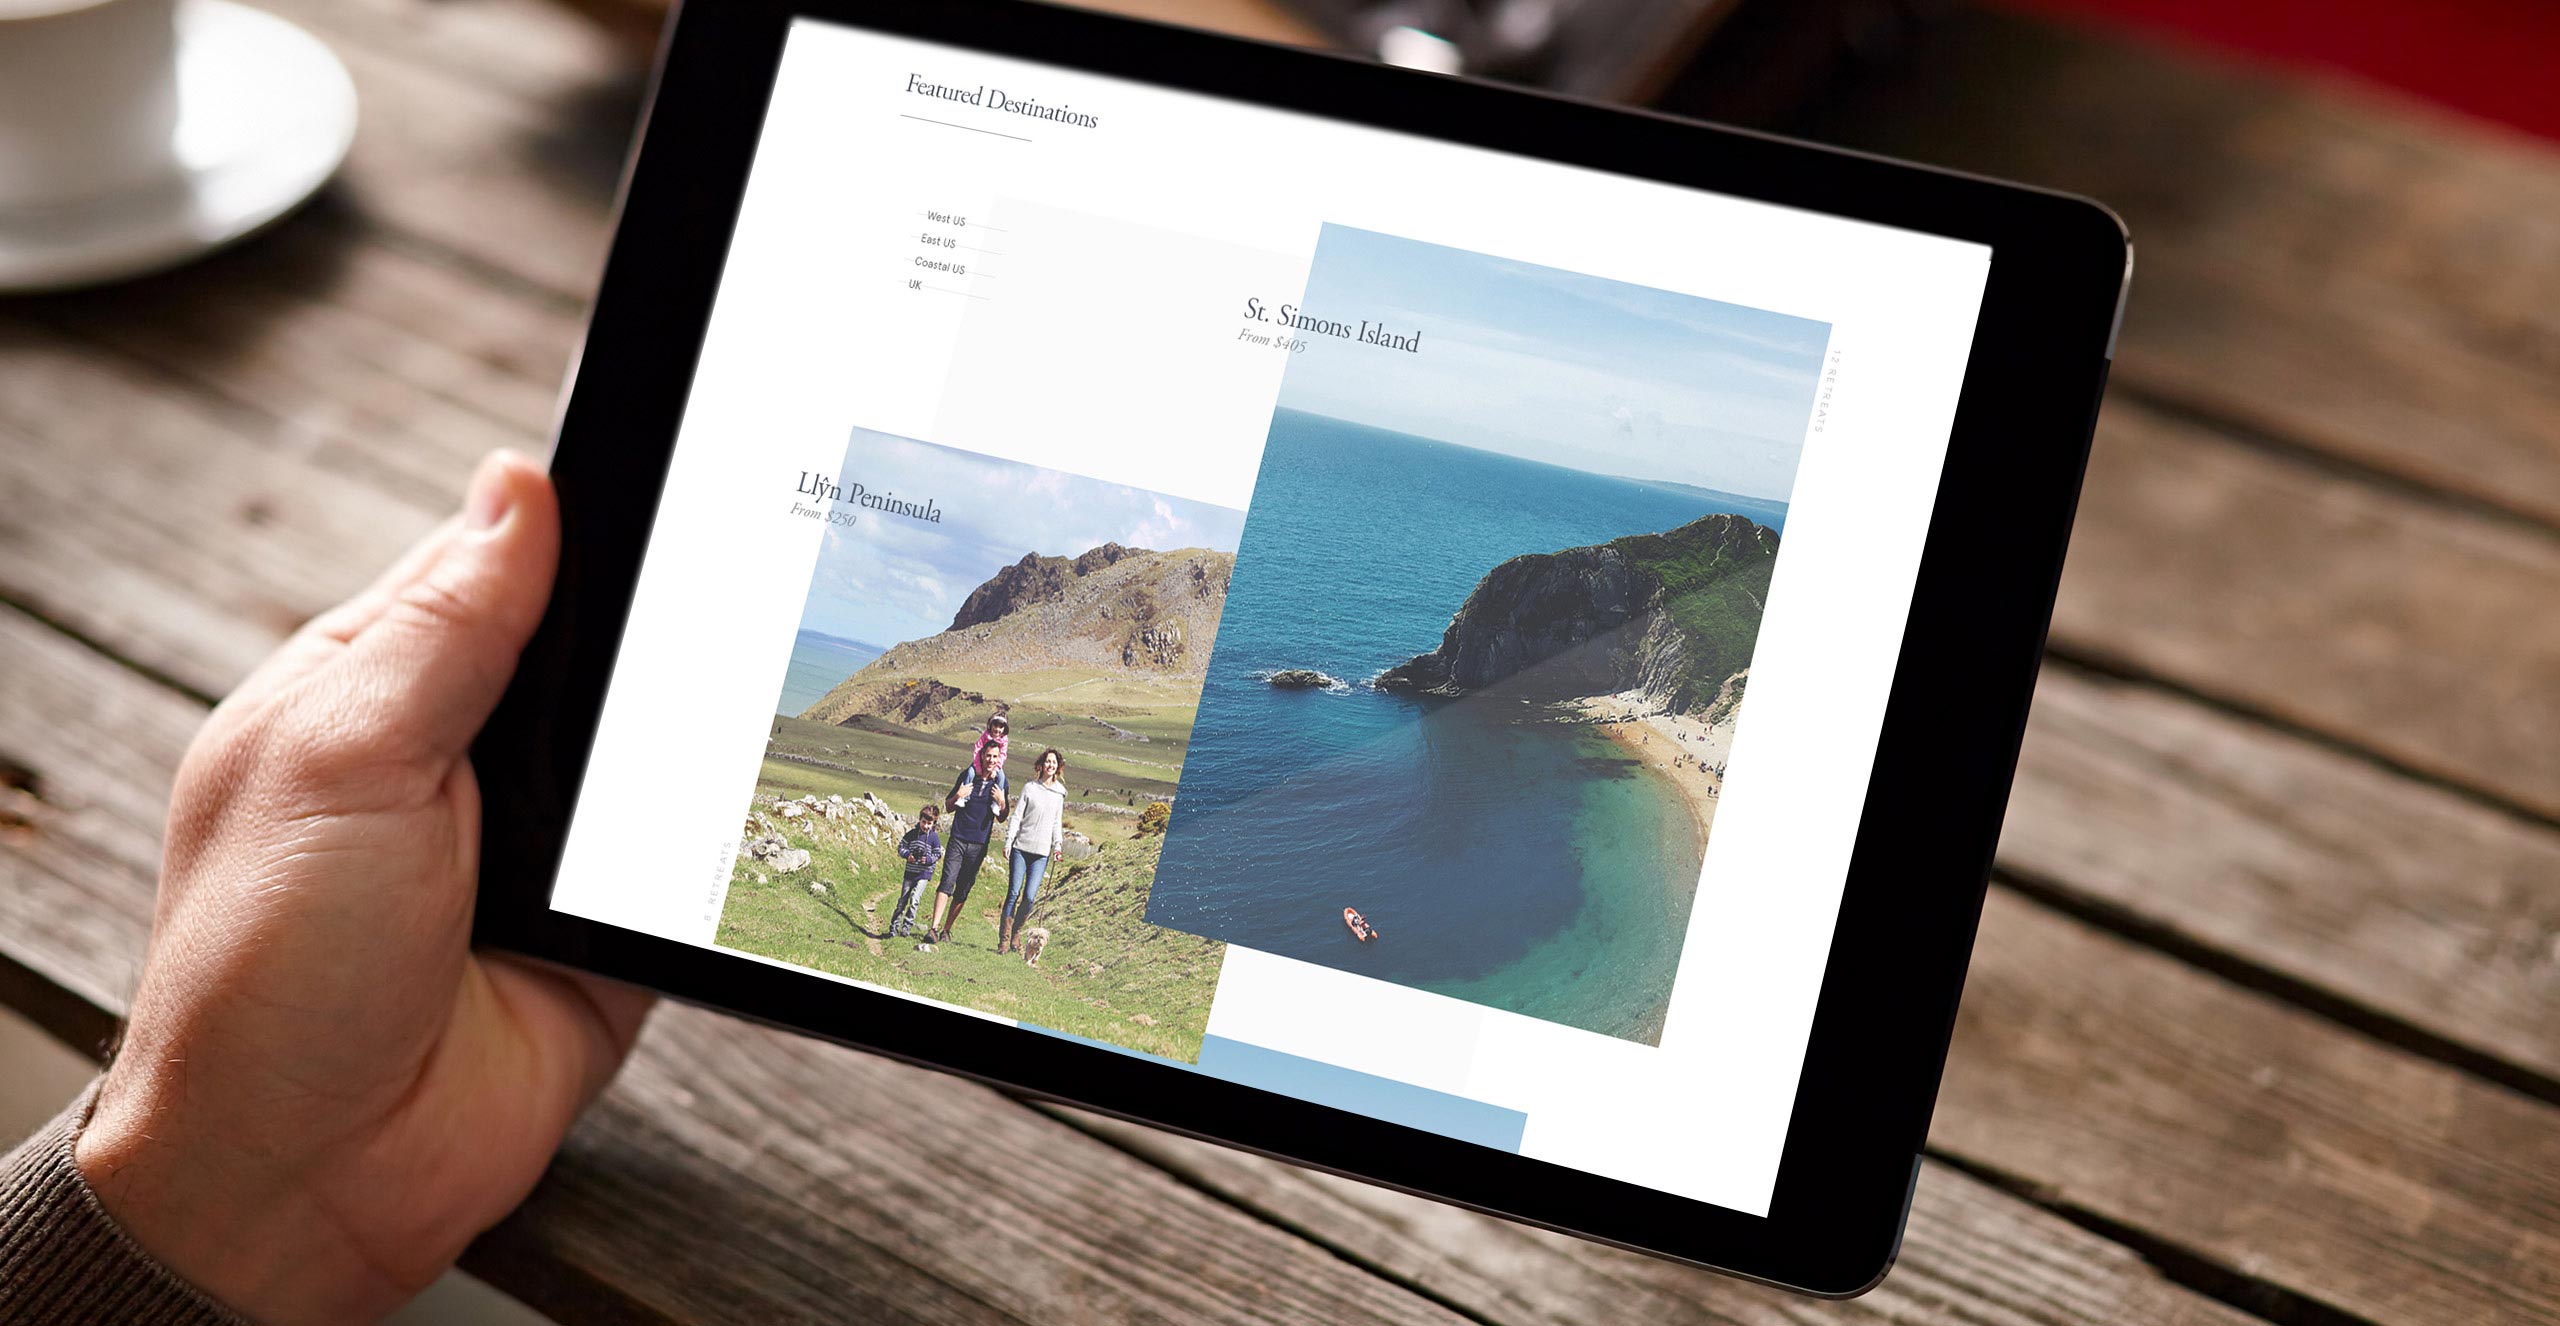 Featured Destinations
West US
East US
Coastal US
UK
St. Simons Island
From $405
12 RETREATS
Llŷn Peninsula
From $250
8 RETREATS